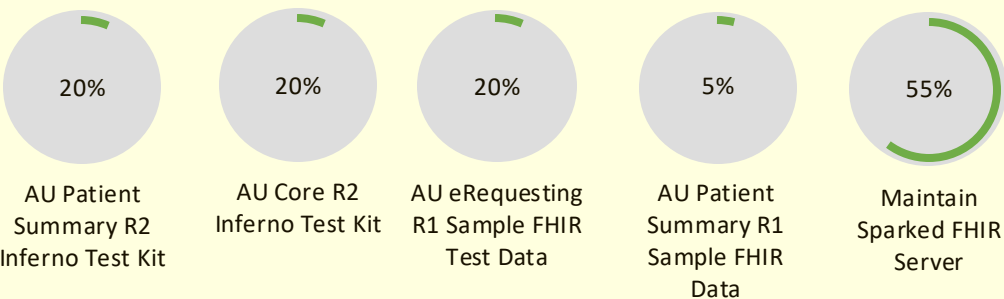 20%
AU Patient
Summary R2
Inferno Test Kit
20%
AU Core R2
Inferno Test Kit
20%
AU eRequesting
R1 Sample FHIR
Test Data
5%
AU Patient
Summary R1
Sample FHIR
Data
55%
Maintain
Sparked FHIR
Server